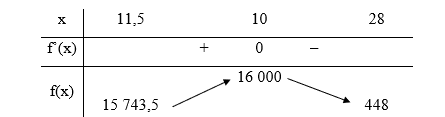 x 11,5 10 28
f'(x) + 0 –
16 000
f(x)
15 743,5 448